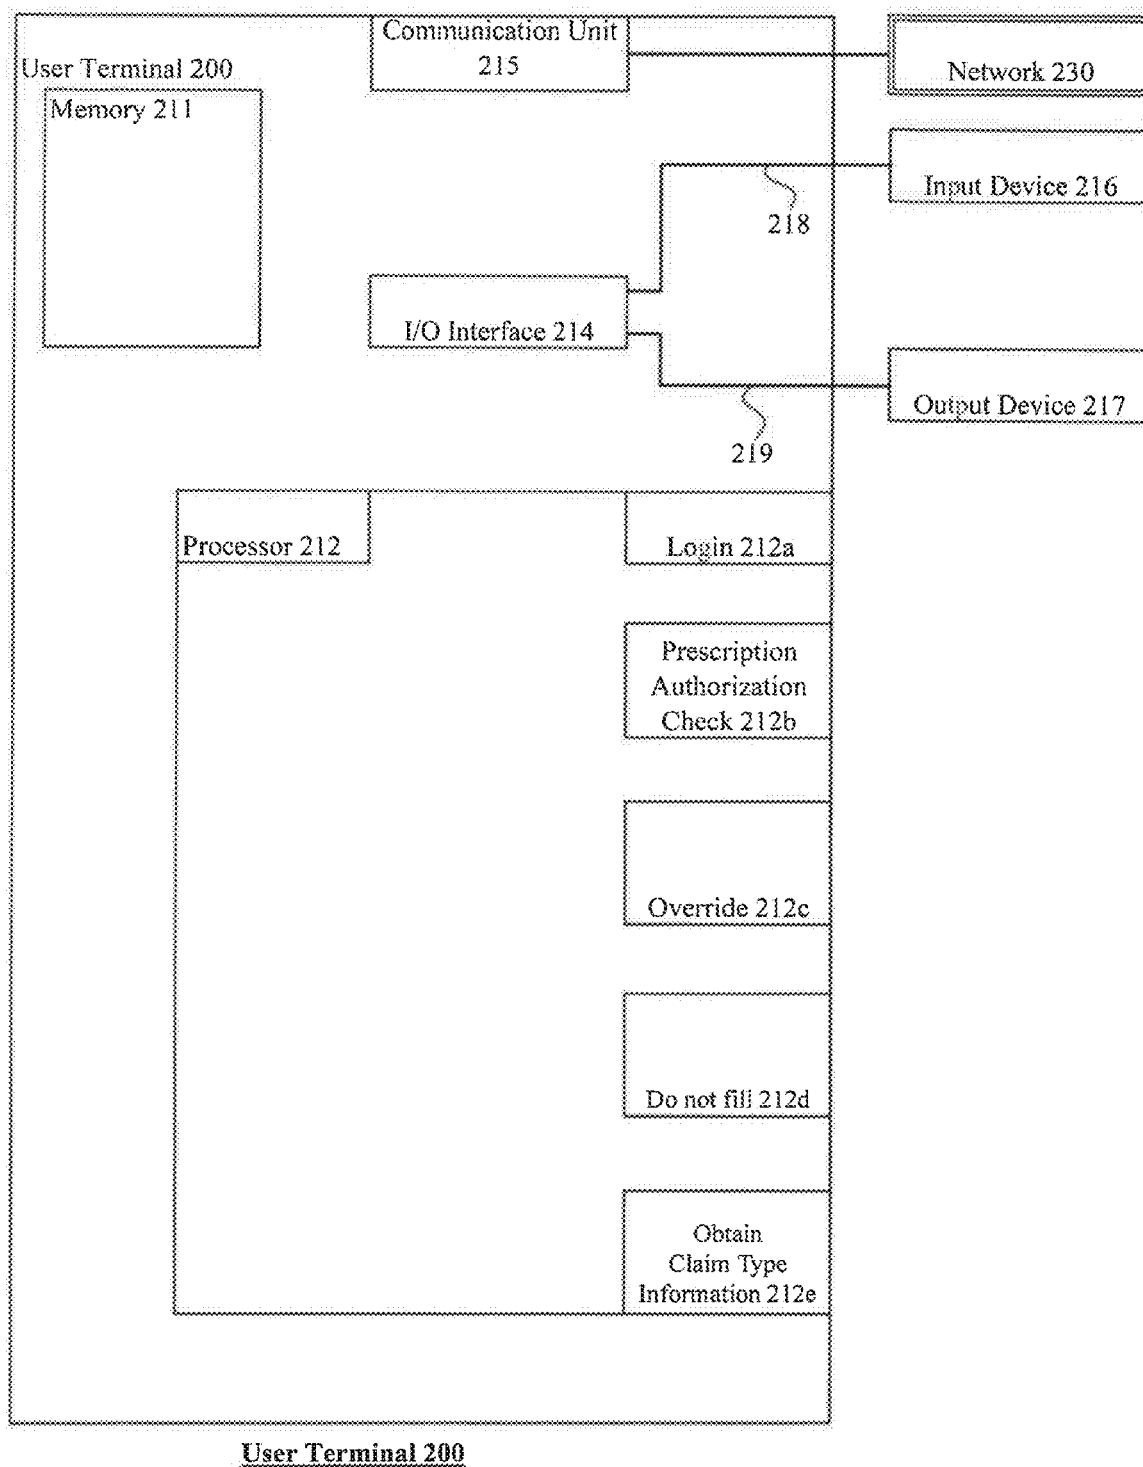 Communication Unit
215
User Terminal 200
Network 230
Memory 211
Input Device 216
218
I/O Interface 214
Output Device 217
219
Processor 212
Login 212a
Prescription
Authorization
Check 212b
Override 212c
Do not fill 212d
Obtain
Claim Type
Information 212e
User Terminal 200